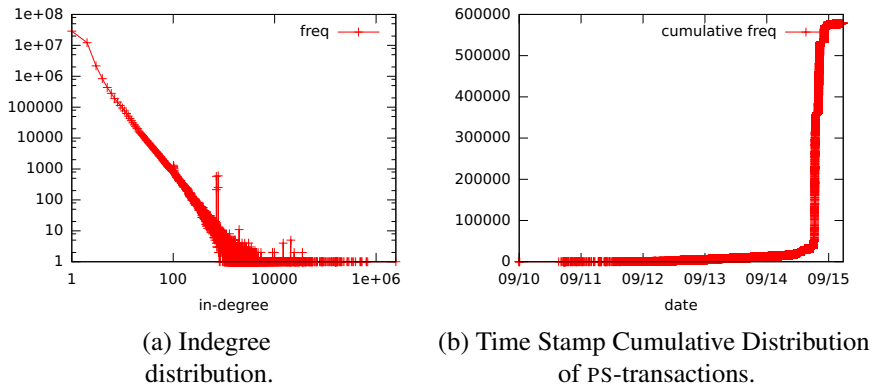 1e+08
1e+07
1e+06
100000
10000
1000
100
10
1
freq
1 100 10000 1e+06
in-degree
(a) Indegree
distribution.
600000
500000
400000
300000
200000
100000
0
cumulative freq
09/10 09/11 09/12 09/13 09/14 09/15
date
(b) Time Stamp Cumulative Distribution
of PS-transactions.